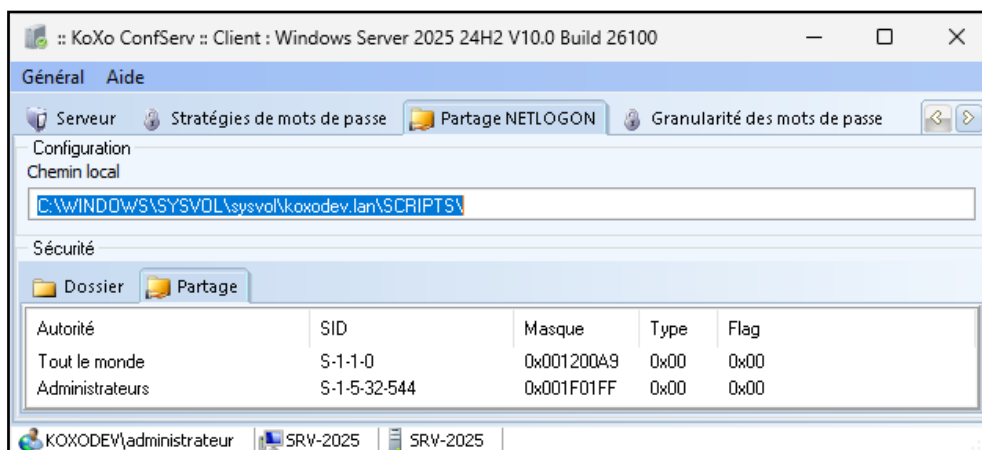 :: KoXo ConfServ :: Client : Windows Server 2025 24H2 V10.0 Build 26100
Général Aide
Serveur Stratégies de mots de passe Partage NETLOGON Granularité des mots de passe
Configuration
Chemin local
C:\WINDOWS\SYSVOL\sysvol\koxodev.lan\SCRIPTS\
Sécurité
Dossier Partage
Autorité SID Masque Type Flag
Tout le monde S-1-1-0 0x001200A9 0x00 0x00
Administrateurs S-1-5-32-544 0x001F01FF 0x00 0x00
KOXODEV\administrateur SRV-2025 SRV-2025